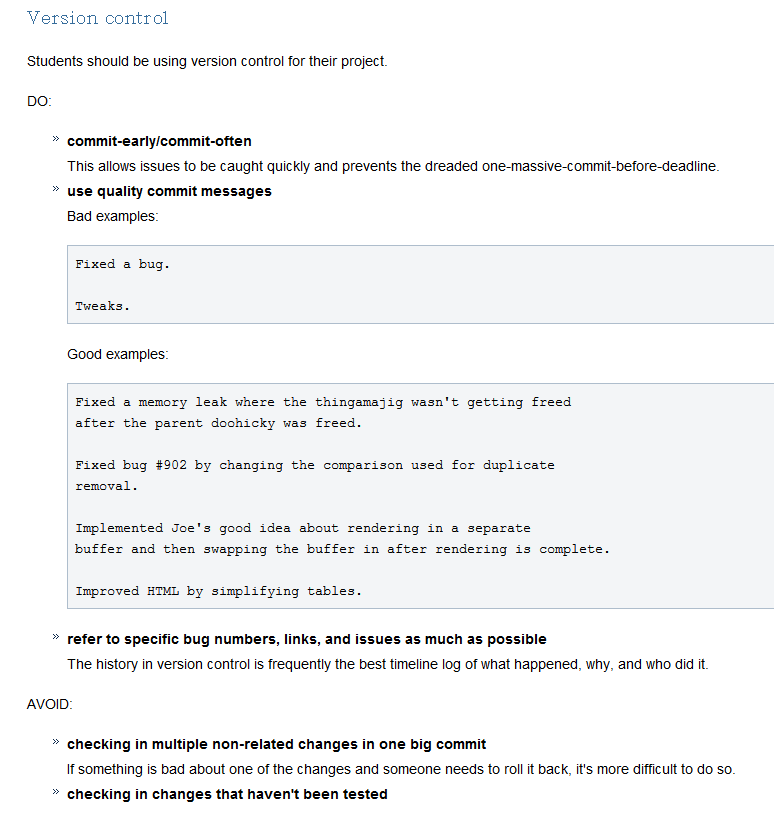 Version control
Students should be using version control for their project.
DO:
» commit-early/commit-often
This allows issues to be caught quickly and prevents the dreaded one-massive-commit-before-deadline.
» use quality commit messages
Bad examples:
Fixed a bug.
Tweaks.
Good examples:
Fixed a memory leak where the thingamajig wasn't getting freed
after the parent doohicky was freed.
Fixed bug #902 by changing the comparison used for duplicate
removal.
Implemented Joe's good idea about rendering in a separate
buffer and then swapping the buffer in after rendering is complete.
Improved HTML by simplifying tables.
» refer to specific bug numbers, links, and issues as much as possible
The history in version control is frequently the best timeline log of what happened, why, and who did it.
AVOID:
» checking in multiple non-related changes in one big commit
If something is bad about one of the changes and someone needs to roll it back, it's more difficult to do so.
» checking in changes that haven't been tested